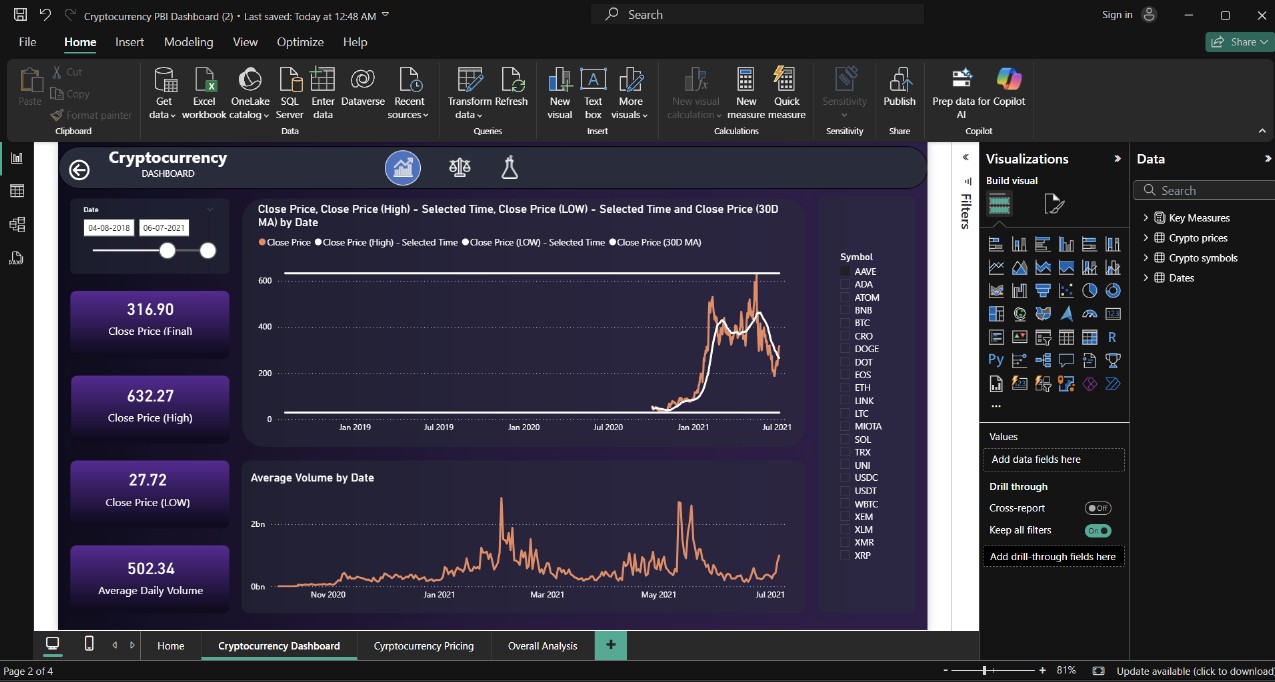 Cryptocurrency PBI Dashboard (2) • Last saved: Today at 12:48 AM
Search
Sign in
File Home Insert Modeling View Optimize Help
Share
Paste
Cut
Copy
Format painter
Clipboard
Get data
Excel workbook
OneLake catalog
SQL Server
Enter data
Dataverse
Recent sources
Data
Transform data
Refresh
Queries
New visual
Text box
More visuals
Insert
New visual calculation
New measure
Quick measure
Calculations
Sensitivity
Sensitivity
Publish
Share
Prep data for AI
Copilot
Copilot
Cryptocurrency
DASHBOARD
Date
04-08-2018 06-07-2021
316.90
Close Price (Final)
632.27
Close Price (High)
27.72
Close Price (LOW)
502.34
Average Daily Volume
Close Price, Close Price (High) - Selected Time, Close Price (LOW) - Selected Time and Close Price (30D
MA) by Date
Close Price Close Price (High) - Selected Time Close Price (LOW) - Selected Time Close Price (30D MA)
600
400
200
0
Jan 2019 Jul 2019 Jan 2020 Jul 2020 Jan 2021 Jul 2021
Average Volume by Date
2bn
0bn
Nov 2020 Jan 2021 Mar 2021 May 2021 Jul 2021
Symbol
AAVE
ADA
ATOM
BNB
BTC
CRO
DOGE
DOT
EOS
ETH
LINK
LTC
MIOTA
SOL
TRX
UNI
USDC
USDT
WBTC
XEM
XLM
XMR
XRP
Filters
Visualizations
Build visual
123
R
Py
Values
Add data fields here
Drill through
Cross-report
Off
Keep all filters
On
Add drill-through fields here
Data
Search
Key Measures
Crypto prices
Crypto symbols
Dates
Home
Cryptocurrency Dashboard
Cyrptocurrency Pricing
Overall Analysis
+
Page 2 of 4
- + 81%
Update available (click to download)